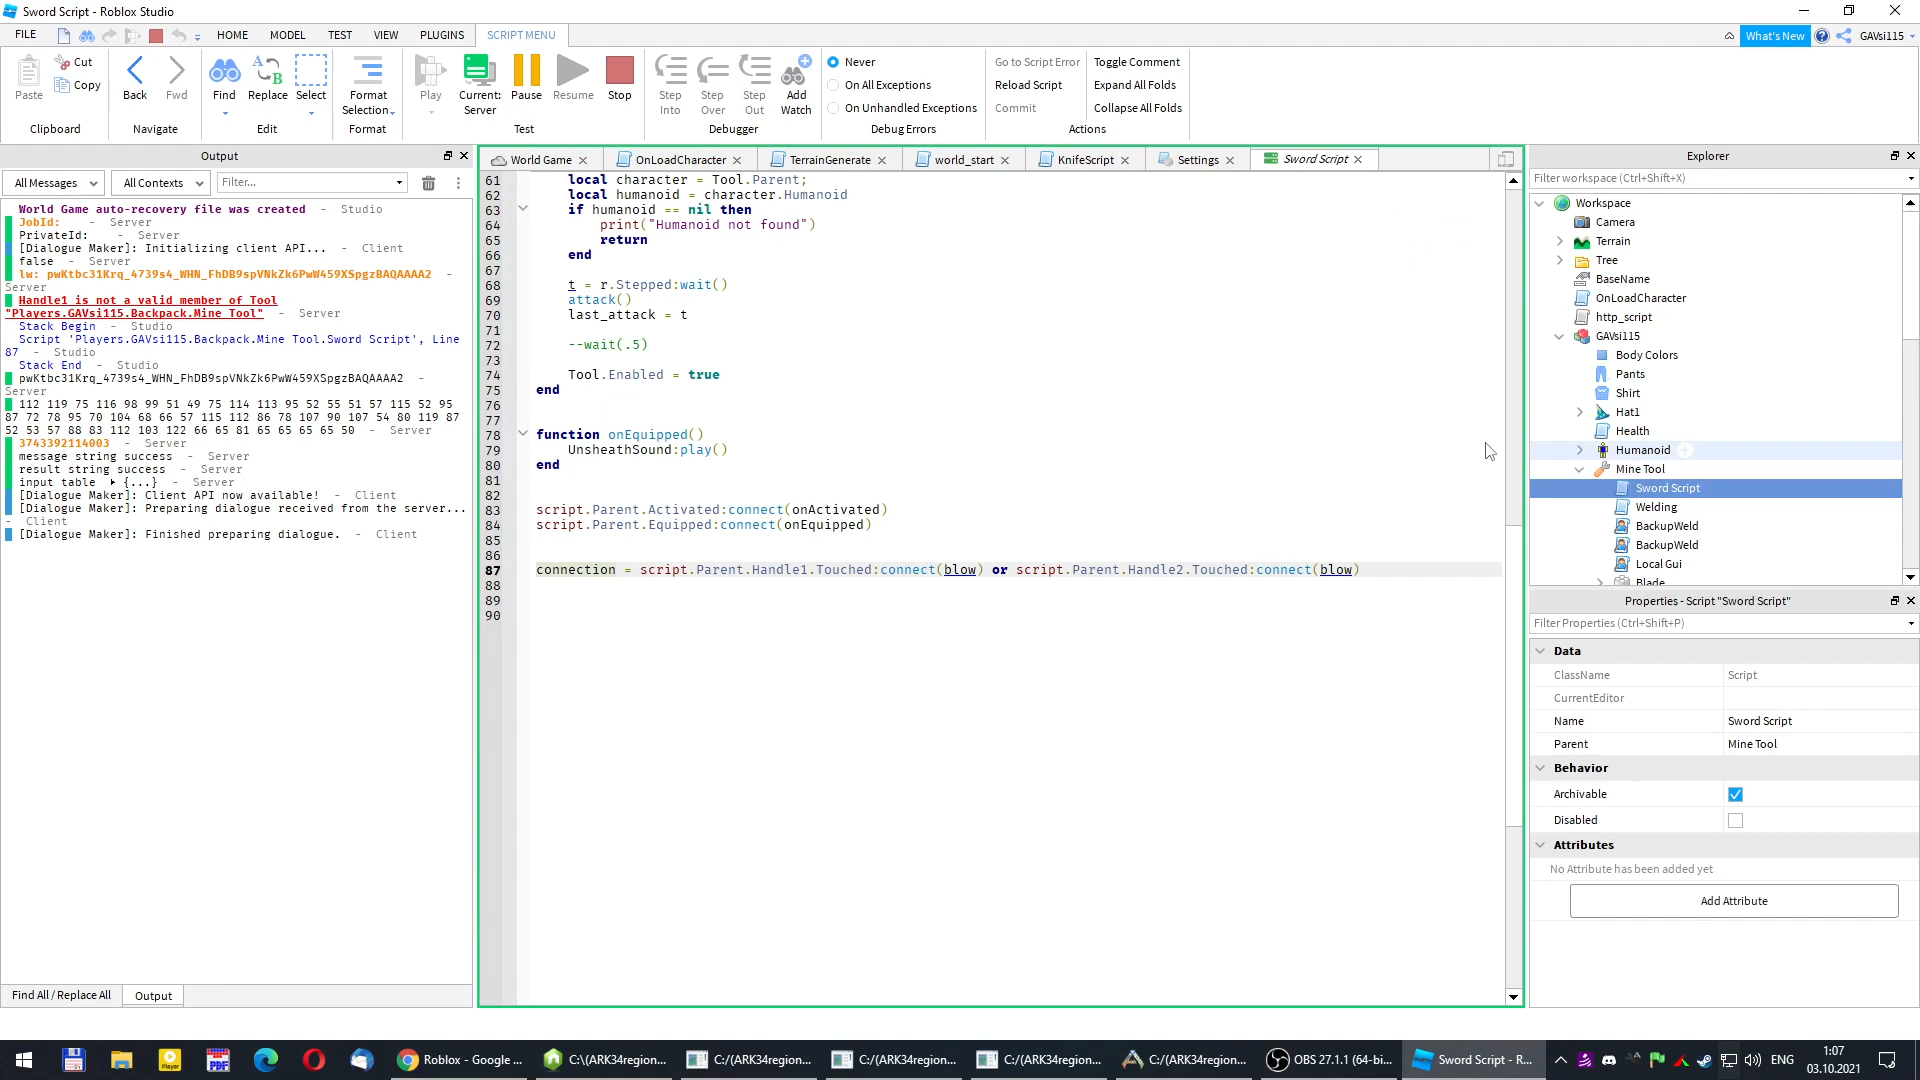 Sword Script - Roblox Studio
FILE HOME MODEL TEST VIEW PLUGINS SCRIPT MENU What's New GAVsi115
Paste Cut Copy Back Fwd Find Replace Select Format Selection Play Current: Server Pause Resume Stop Step Into Step Over Step Out Add Watch
Never
On All Exceptions
On Unhandled Exceptions
Go to Script Error Toggle Comment
Reload Script Expand All Folds
Commit Collapse All Folds
Clipboard Navigate Edit Format Test Debugger Debug Errors Actions
Output
All Messages All Contexts Filter...
World Game auto-recovery file was created - Studio
JobId: - Server
PrivateId: - Server
[Dialogue Maker]: Initializing client API... - Client
false - Server
lw: pwKtbc31Krq_4739s4_WHN_FhDB9spVNkZk6PwW459XSpgzBAQAAAA2 -
Server
Handle1 is not a valid member of Tool
"Players.GAVsi115.Backpack.Mine Tool" - Server
Stack Begin - Studio
Script 'Players.GAVsi115.Backpack.Mine Tool.Sword Script', Line
87 - Studio
Stack End - Studio
pwKtbc31Krq_4739s4_WHN_FhDB9spVNkZk6PwW459XSpgzBAQAAAA2 -
Server
112 119 75 116 98 99 51 49 75 114 113 95 52 55 51 57 115 52 95
87 72 78 95 70 104 68 66 57 115 112 86 78 107 90 107 54 80 119 87
52 53 57 88 83 112 103 122 66 65 81 65 65 65 65 50 - Server
3743392114003 - Server
message string success - Server
result string success - Server
input table {...} - Server
[Dialogue Maker]: Client API now available! - Client
[Dialogue Maker]: Preparing dialogue received from the server...
- Client
[Dialogue Maker]: Finished preparing dialogue. - Client
Find All / Replace All Output
World Game OnLoadCharacter TerrainGenerate world_start KnifeScript Settings Sword Script
61 local character = Tool.Parent;
62 local humanoid = character.Humanoid
63 if humanoid == nil then
64 print("Humanoid not found")
65 return
66 end
67
68 t = r.Stepped:wait()
69 attack()
70 last_attack = t
71
72 --wait(.5)
73
74 Tool.Enabled = true
75 end
76
77
78 function onEquipped()
79 UnsheathSound:play()
80 end
81
82
83 script.Parent.Activated:connect(onActivated)
84 script.Parent.Equipped:connect(onEquipped)
85
86
87 connection = script.Parent.Handle1.Touched:connect(blow) or script.Parent.Handle2.Touched:connect(blow)
88
89
90
Explorer
Filter workspace (Ctrl+Shift+X)
Workspace
Camera
Terrain
Tree
BaseName
OnLoadCharacter
http_script
GAVsi115
Body Colors
Pants
Shirt
Hat1
Health
Humanoid
Mine Tool
Sword Script
Welding
BackupWeld
BackupWeld
Local Gui
Blade
Properties - Script "Sword Script"
Filter Properties (Ctrl+Shift+P)
Data
ClassName Script
CurrentEditor
Name Sword Script
Parent Mine Tool
Behavior
Archivable
Disabled
Attributes
No Attribute has been added yet
Add Attribute
Roblox - Google ... C:\(ARK34region... C:/(ARK34region... C:/(ARK34region... C:/(ARK34region... C:/(ARK34region... OBS 27.1.1 (64-bi... Sword Script - R... ENG 1:07
03.10.2021